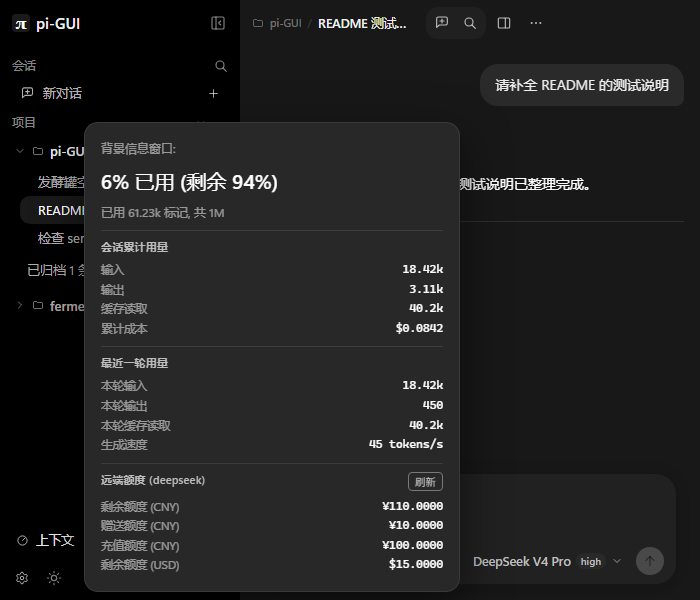 pi-GUI
pi-GUI / README 测试...
会话
新对话
项目
请补全 README 的测试说明
pi-GU
发酵罐
README
检查 ser
已归档 1
ferme
测试说明已整理完成。
背景信息窗口:
6% 已用 (剩余 94%)
已用 61.23k 标记, 共 1M
会话累计用量
输入 18.42k
输出 3.11k
缓存读取 40.2k
累计成本 $0.0842
最近一轮用量
本轮输入 18.42k
本轮输出 450
本轮缓存读取 40.2k
生成速度 45 tokens/s
远端额度 (deepseek) 刷新
剩余额度 (CNY) ¥110.0000
赠送额度 (CNY) ¥10.0000
充值额度 (CNY) ¥100.0000
剩余额度 (USD) $15.0000
上下文
DeepSeek V4 Pro high